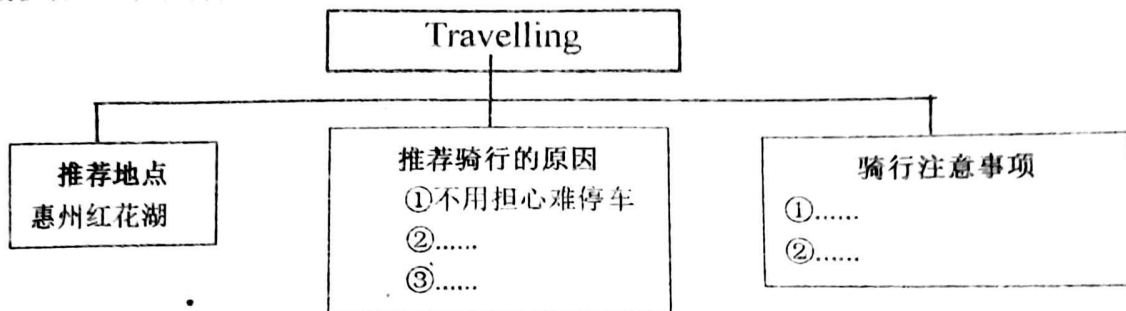 Travelling
推荐地点
惠州红花湖
推荐骑行的原因
①不用担心难停车
②......
③......
骑行注意事项
①......
②......